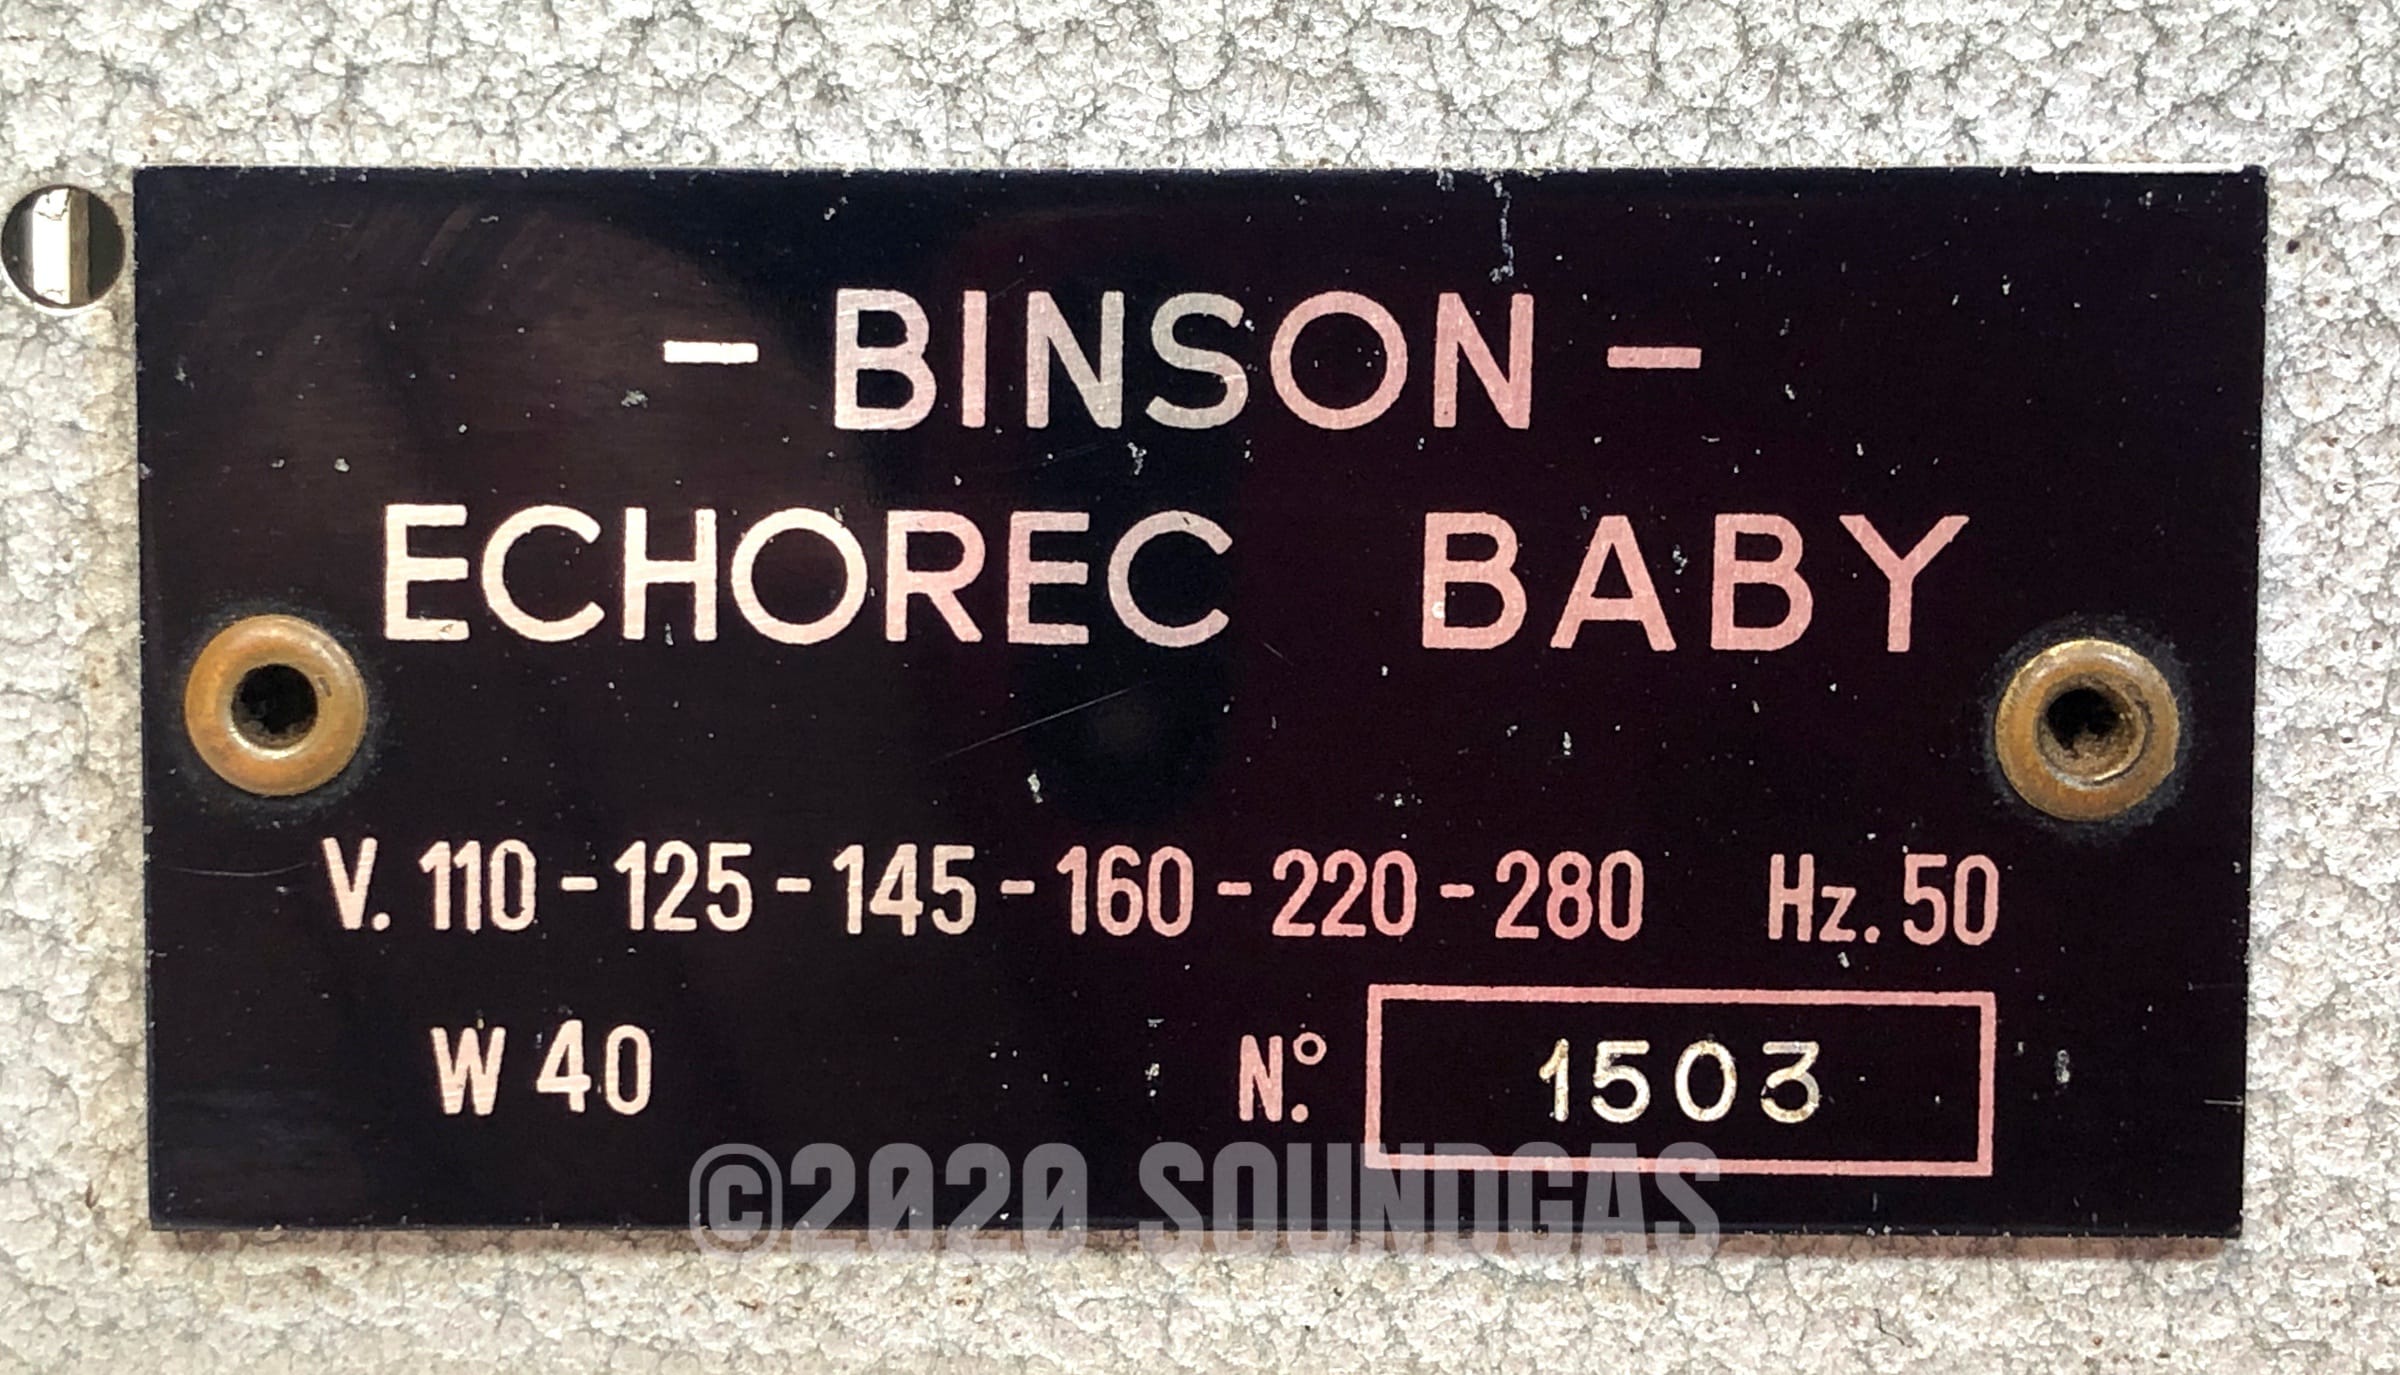 - BINSON -
ECHOREC BABY
V. 110 - 125 - 145 - 160 - 220 - 280 Hz. 50
W 40 N.° 1503
©2020 SOUNDGAS